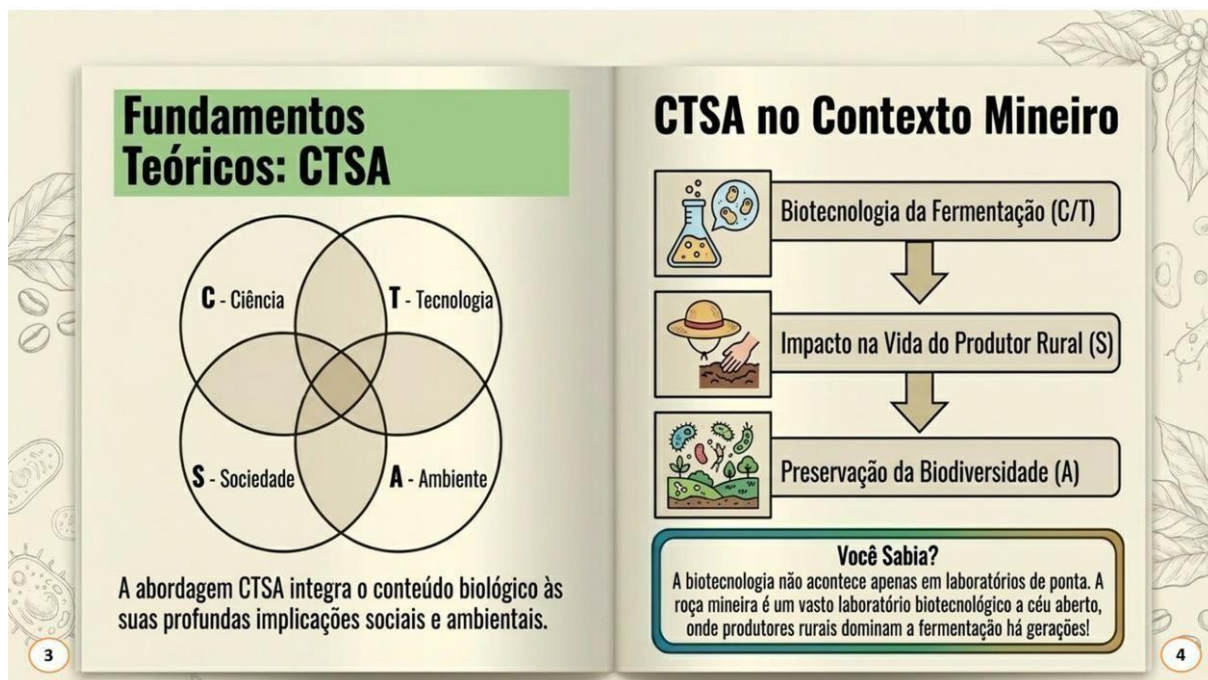 Fundamentos
Teóricos: CTSA
C - Ciência
T - Tecnologia
S - Sociedade
A - Ambiente
A abordagem CTSA integra o conteúdo biológico às
suas profundas implicações sociais e ambientais.
3
CTSA no Contexto Mineiro
Biotecnologia da Fermentação (C/T)
Impacto na Vida do Produtor Rural (S)
Preservação da Biodiversidade (A)
Você Sabia?
A biotecnologia não acontece apenas em laboratórios de ponta. A
roça mineira é um vasto laboratório biotecnológico a céu aberto,
onde produtores rurais dominam a fermentação há gerações!
4